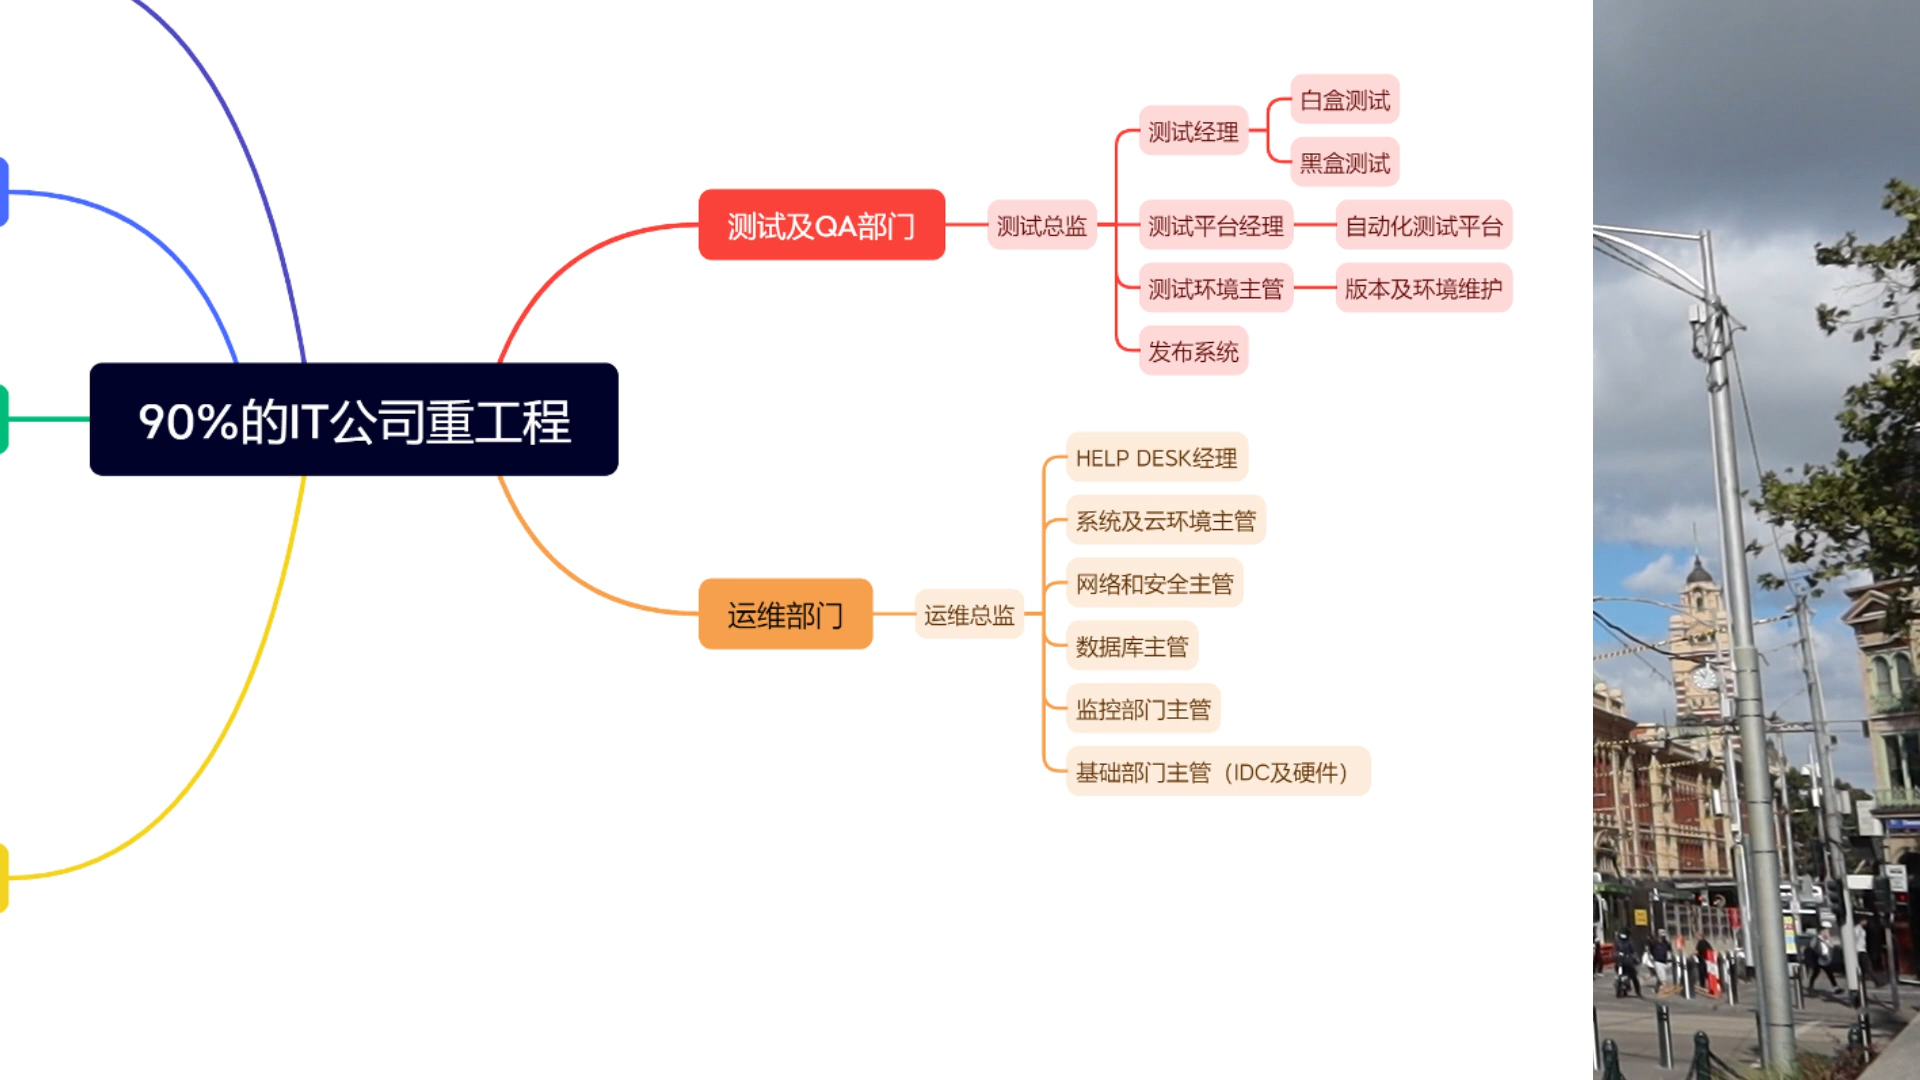 90%的IT公司重工程
测试及QA部门
测试总监
测试经理
白盒测试
黑盒测试
测试平台经理
自动化测试平台
测试环境主管
版本及环境维护
发布系统
运维部门
运维总监
HELP DESK经理
系统及云环境主管
网络和安全主管
数据库主管
监控部门主管
基础部门主管（IDC及硬件）